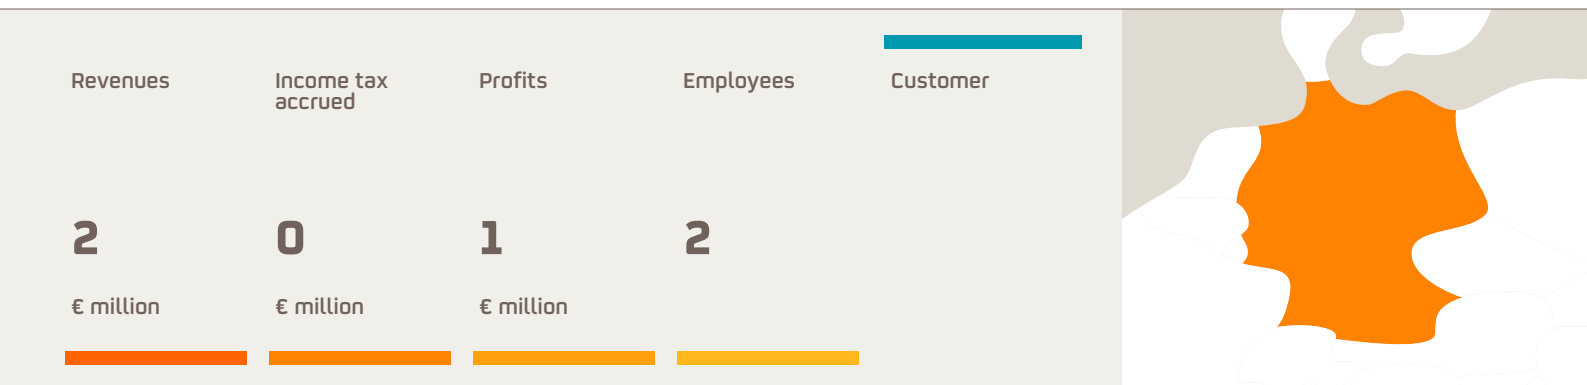 Revenues
Income tax
accrued
Profits
Employees
Customer
2
0
1
2
€ million
€ million
€ million